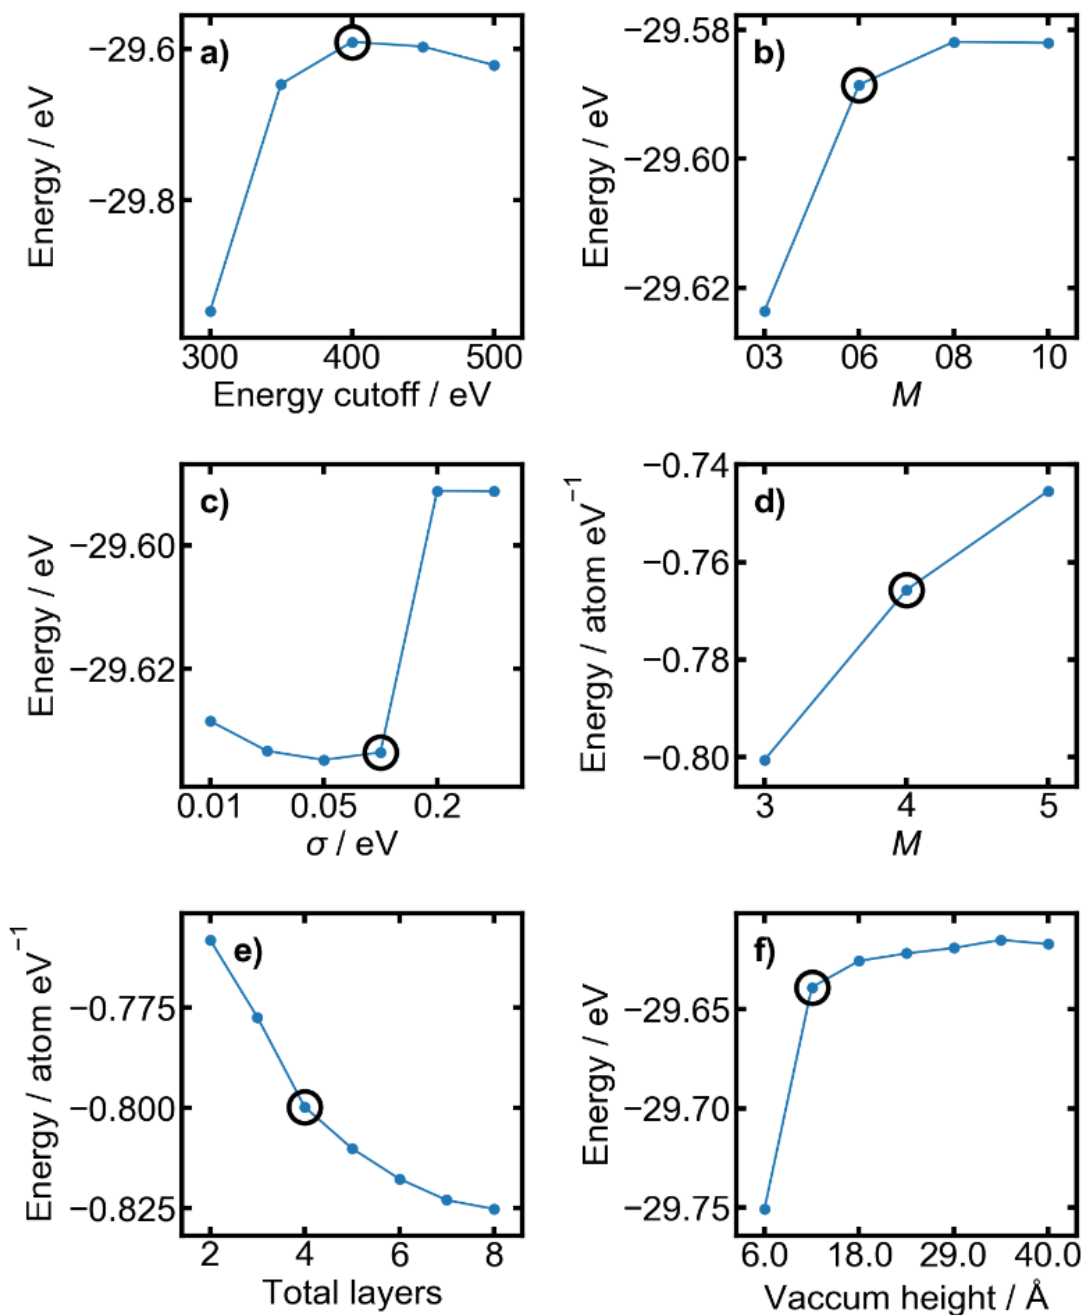 a)
−29.6
−29.8
Energy / eV
300 400 500
Energy cutoff / eV
b)
−29.58
−29.60
−29.62
Energy / eV
03 06 08 10
M
c)
−29.60
−29.62
Energy / eV
0.01 0.05 0.2
σ / eV
d)
−0.74
−0.76
−0.78
−0.80
Energy / atom eV⁻¹
3 4 5
M
e)
−0.775
−0.800
−0.825
Energy / atom eV⁻¹
2 4 6 8
Total layers
f)
−29.65
−29.70
−29.75
Energy / eV
6.0 18.0 29.0 40.0
Vaccum height / Å